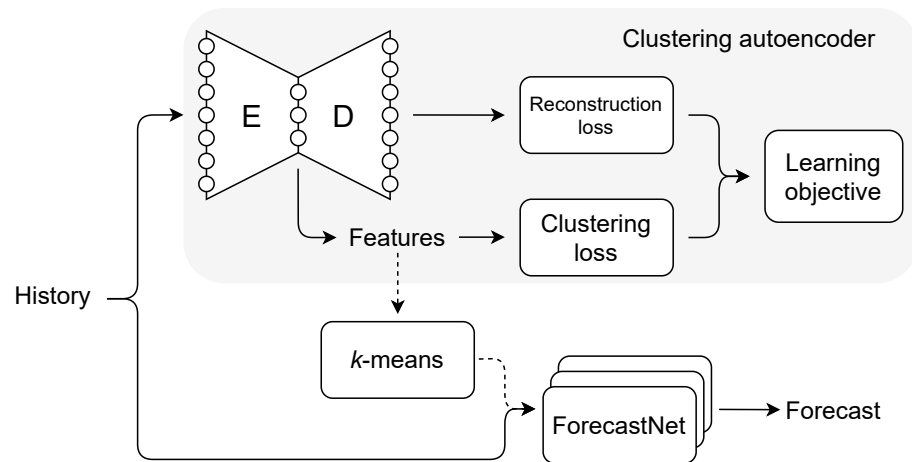 Clustering autoencoder
E
D
Reconstruction
loss
Learning
objective
Features
Clustering
loss
History
k-means
ForecastNet
Forecast